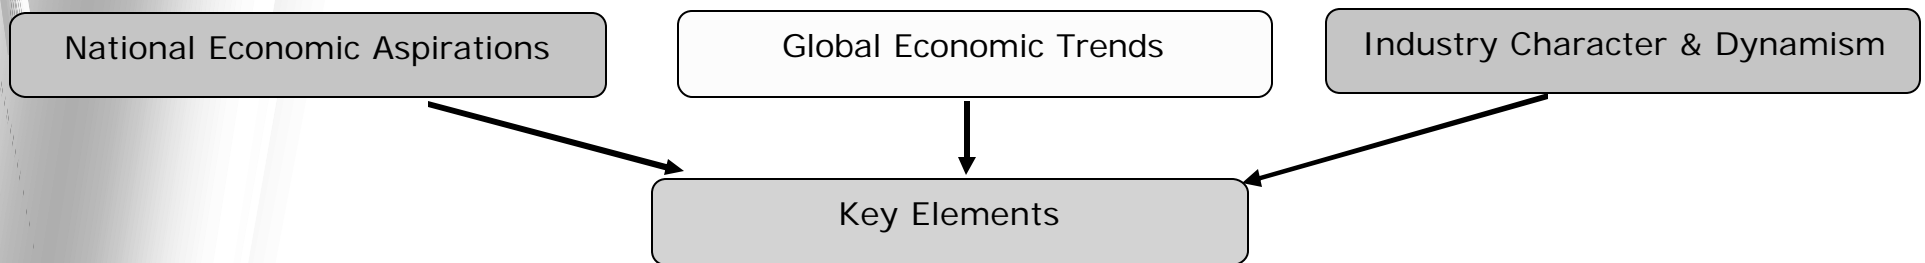 National Economic Aspirations
Global Economic Trends
Industry Character & Dynamism
Key Elements